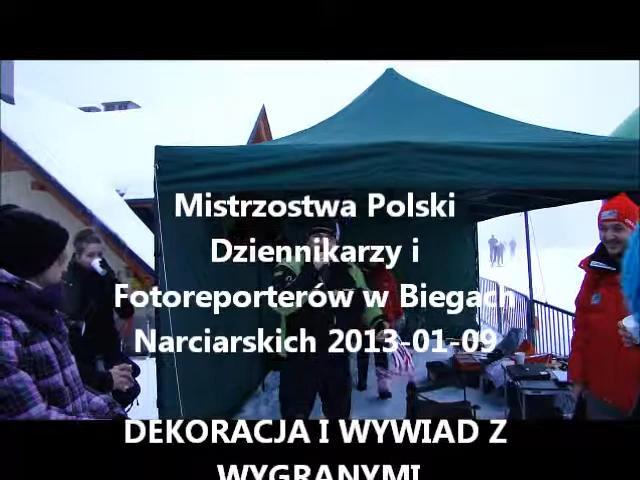 Mistrzostwa Polski
Dziennikarzy i
Fotoreporterów w Biegach
Narciarskich 2013-01-09
DEKORACJA I WYWIAD Z
WYGRANYMI